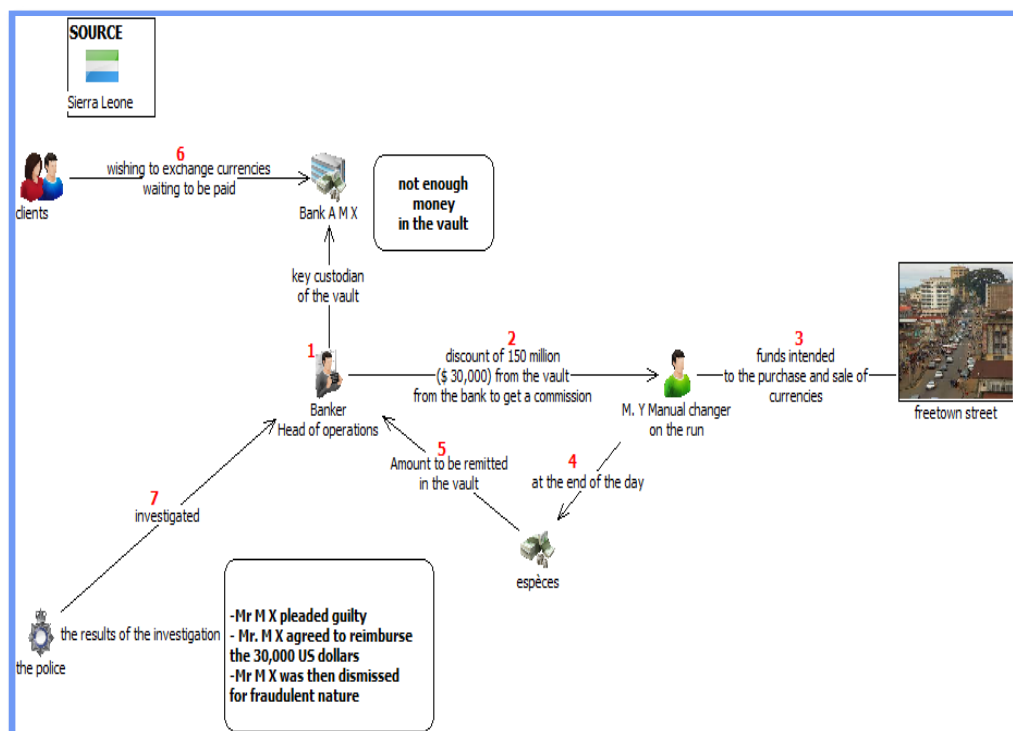 SOURCE
Sierra Leone
6
wishing to exchange currencies
waiting to be paid
clients
Bank A M X
not enough
money
in the vault
key custodian
of the vault
1
Banker
Head of operations
2
discount of 150 million
($ 30,000) from the vault
from the bank to get a commission
M. Y Manual changer
on the run
3
funds intended
to the purchase and sale of
currencies
freetown street
4
at the end of the day
5
Amount to be remitted
in the vault
espèces
7
investigated
the police
the results of the investigation
-Mr M X pleaded guilty
- Mr. M X agreed to reimburse
the 30,000 US dollars
-Mr M X was then dismissed
for fraudulent nature